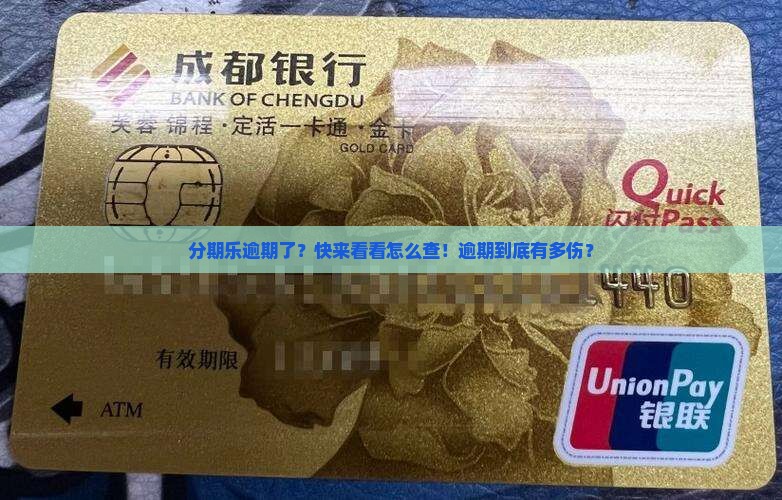 成都银行
BANK OF CHENGDU
芙蓉 锦程·定活一卡通·金卡
GOLD CARD
Quick
闪付Pass
分期乐逾期了？快来看看怎么查！逾期到底有多伤？
1440
有效期限
ATM
UnionPay
银联